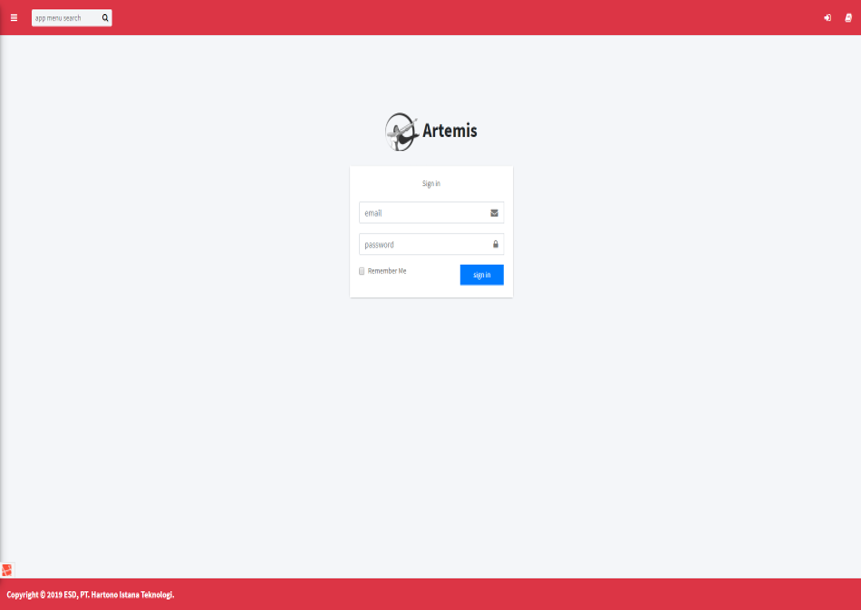 app menu search
Artemis
Sign in
email
password
Remember Me
sign in
Copyright © 2019 ESD, PT. Hartono Istana Teknologi.